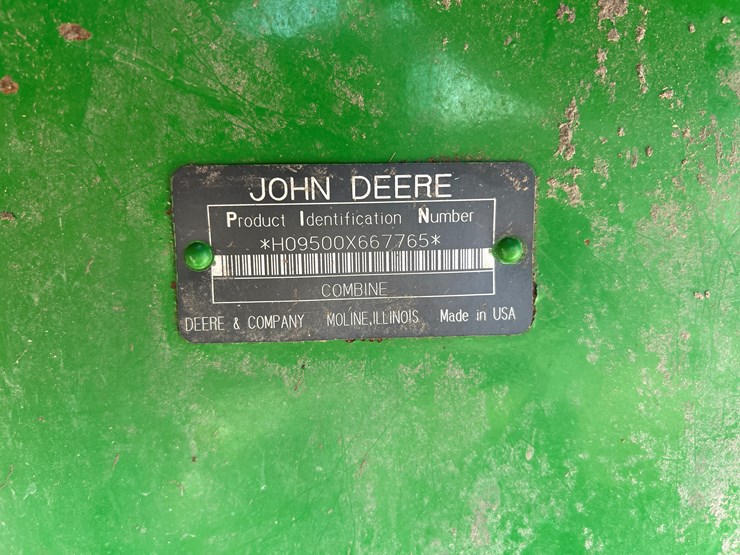 JOHN DEERE
Product Identification Number
*H09500X667765*
COMBINE
DEERE & COMPANY MOLINE,ILLINOIS Made in USA